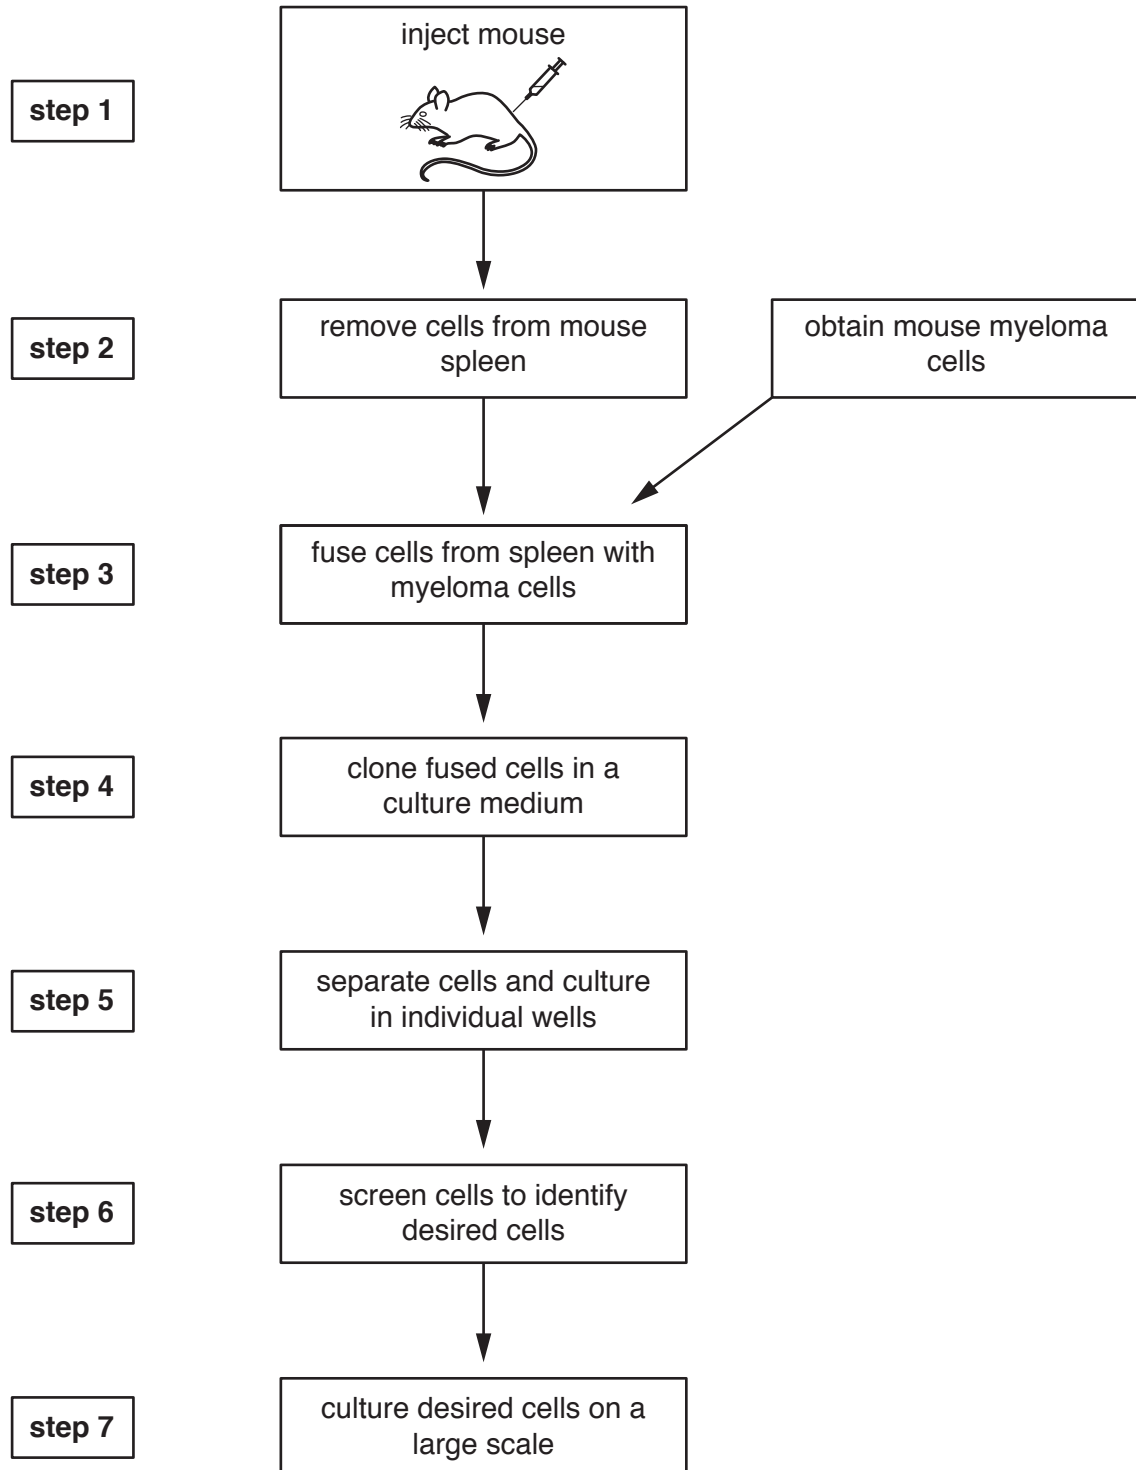 inject mouse
step 1
step 2
remove cells from mouse
spleen
obtain mouse myeloma
cells
step 3
fuse cells from spleen with
myeloma cells
step 4
clone fused cells in a
culture medium
step 5
separate cells and culture
in individual wells
step 6
screen cells to identify
desired cells
step 7
culture desired cells on a
large scale